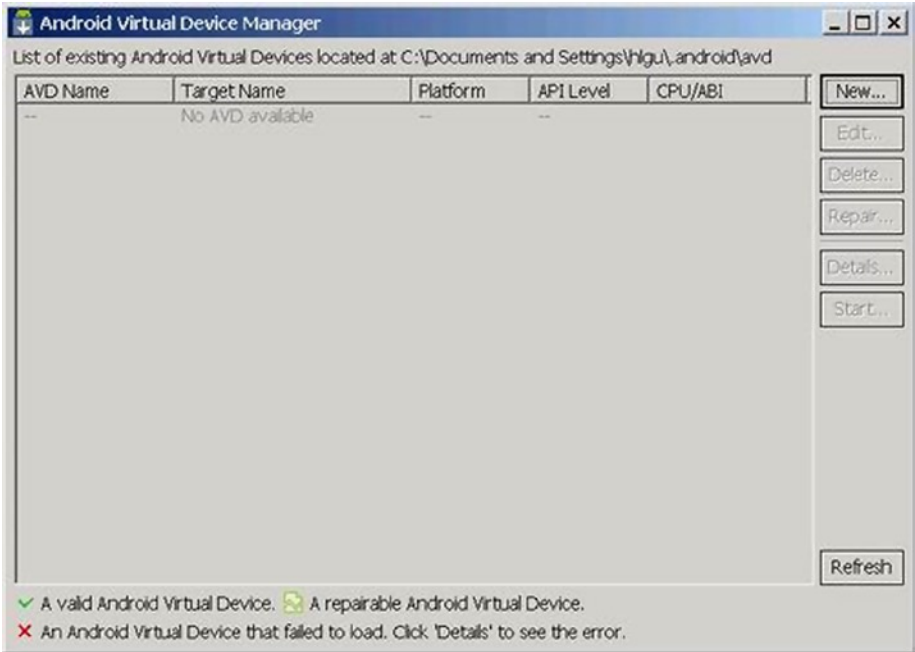 Android Virtual Device Manager
List of existing Android Virtual Devices located at C:\Documents and Settings\hlgu\.android\avd
AVD Name Target Name Platform API Level CPU/ABI
-- No AVD available -- --
New...
Edit...
Delete...
Repair...
Details...
Start...
Refresh
A valid Android Virtual Device. A repairable Android Virtual Device.
An Android Virtual Device that failed to load. Click 'Details' to see the error.